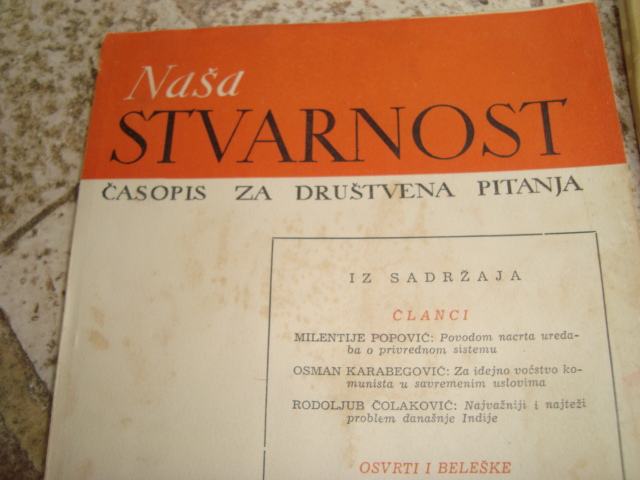 Naša
STVARNOST
ČASOPIS ZA DRUŠTVENA PITANJA
IZ SADRŽAJA
ČLANCI
MILENTIJE POPOVIĆ: Povodom nacrta ureda-
ba o privrednom sistemu
OSMAN KARABEGOVIĆ: Za idejno voćstvo ko-
munista u savremenim uslovima
RODOLJUB ČOLAKOVIĆ: Najvažniji i najteži
problem današnje Indije
OSVRTI I BELEŠKE